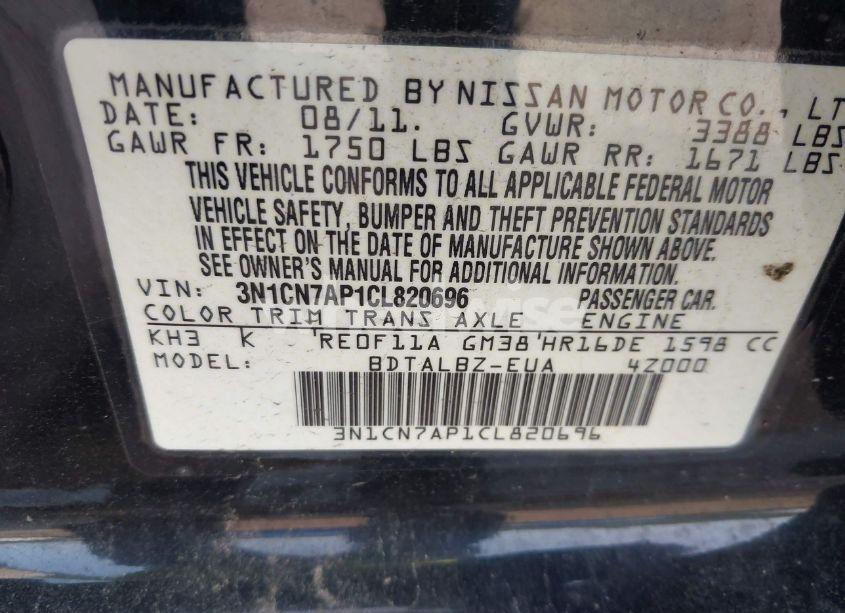 MANUFACTURED BY NISSAN MOTOR CO., LT
DATE: 08/11. GVWR: 3388 LBS
GAWR FR: 1750 LBS GAWR RR: 1671 LBS
THIS VEHICLE CONFORMS TO ALL APPLICABLE FEDERAL MOTOR
VEHICLE SAFETY, BUMPER AND THEFT PREVENTION STANDARDS
IN EFFECT ON THE DATE OF MANUFACTURE SHOWN ABOVE.
SEE OWNER'S MANUAL FOR ADDITIONAL INFORMATION.
VIN: 3N1CN7AP1CL820696 PASSENGER CAR.
COLOR TRIM TRANS AXLE ENGINE
KH3 K 'RE0F11A GM38 'HR16DE 1598 CC
MODEL: BDTALBZ-EUA 4Z000
3N1CN7AP1CL820696